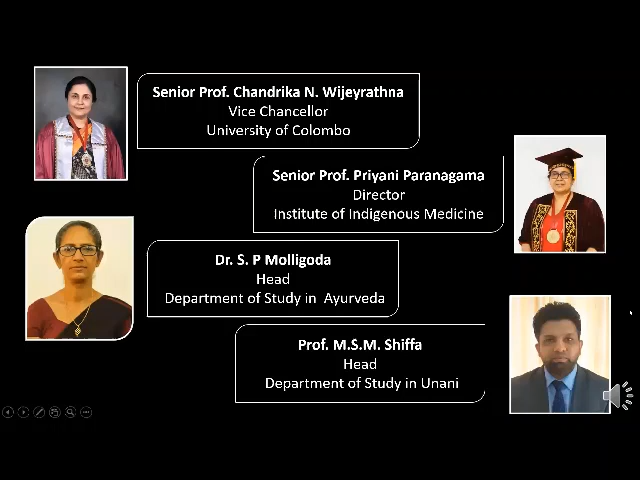 Senior Prof. Chandrika N. Wijeyrathna
Vice Chancellor
University of Colombo
Senior Prof. Priyani Paranagama
Director
Institute of Indigenous Medicine
Dr. S. P Molligoda
Head
Department of Study in Ayurveda
Prof. M.S.M. Shiffa
Head
Department of Study in Unani